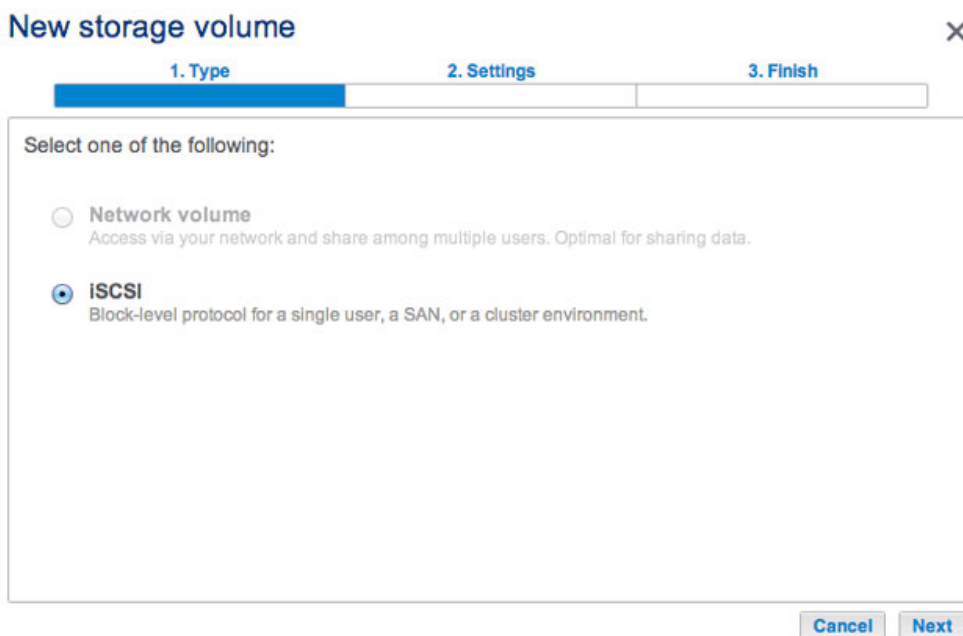 New storage volume
1. Type 2. Settings 3. Finish
Select one of the following:
Network volume
Access via your network and share among multiple users. Optimal for sharing data.
iSCSI
Block-level protocol for a single user, a SAN, or a cluster environment.
Cancel Next